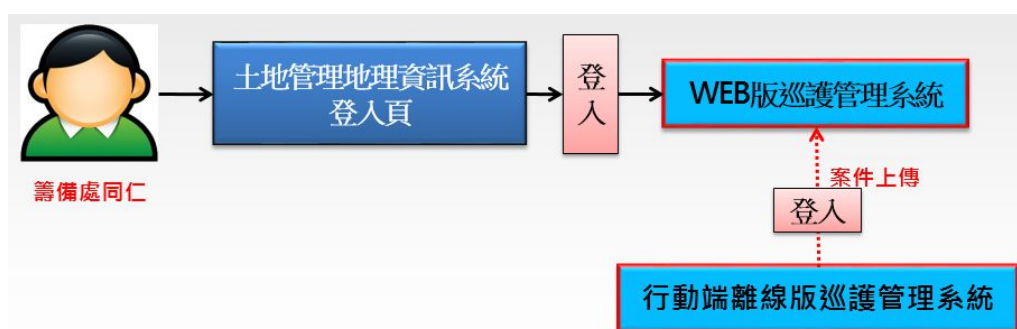 籌備處同仁
土地管理地理資訊系統
登入頁
登
入
WEB版巡護管理系統
案件上傳
登入
行動端離線版巡護管理系統